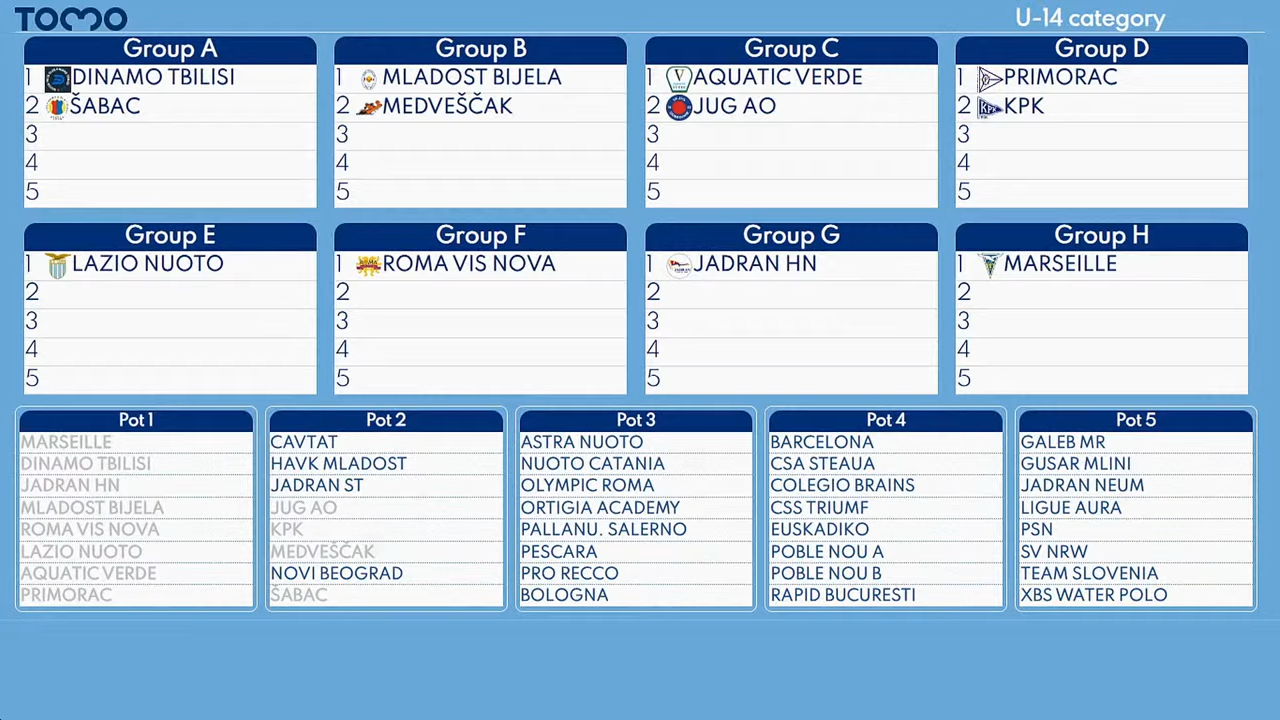 TOMO
U-14 category
Group A
1 DINAMO TBILISI
2 ŠABAC
3
4
5
Group B
1 MLADOST BIJELA
2 MEDVEŠČAK
3
4
5
Group C
1 AQUATIC VERDE
2 JUG AO
3
4
5
Group D
1 PRIMORAC
2 KPK
3
4
5
Group E
1 LAZIO NUOTO
2
3
4
5
Group F
1 ROMA VIS NOVA
2
3
4
5
Group G
1 JADRAN HN
2
3
4
5
Group H
1 MARSEILLE
2
3
4
5
Pot 1
MARSEILLE
DINAMO TBILISI
JADRAN HN
MLADOST BIJELA
ROMA VIS NOVA
LAZIO NUOTO
AQUATIC VERDE
PRIMORAC
Pot 2
CAVTAT
HAVK MLADOST
JADRAN ST
JUG AO
KPK
MEDVEŠČAK
NOVI BEOGRAD
ŠABAC
Pot 3
ASTRA NUOTO
NUOTO CATANIA
OLYMPIC ROMA
ORTIGIA ACADEMY
PALLANU. SALERNO
PESCARA
PRO RECCO
BOLOGNA
Pot 4
BARCELONA
CSA STEAUA
COLEGIO BRAINS
CSS TRIUMF
EUSKADIKO
POBLE NOU A
POBLE NOU B
RAPID BUCURESTI
Pot 5
GALEB MR
GUSAR MLINI
JADRAN NEUM
LIGUE AURA
PSN
SV NRW
TEAM SLOVENIA
XBS WATER POLO